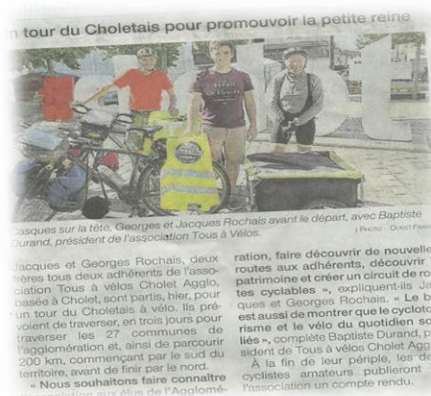 n tour du Choletais pour promouvoir la petite reine
Casques sur la tête, Georges et Jacques Rochais avant le départ, avec Baptiste
Durand, président de l'association Tous à Vélos.
PHOTO : OUEST
Jacques et Georges Rochais, deux
frères tous deux adhérents de l'asso-
ciation Tous à vélos Cholet Agglo,
basée à Cholet, sont partis, hier, pour
un tour du Choletais à vélo. Ils pré-
voient de traverser, en trois jours pour
traverser les 27 communes de
l'agglomération et, ainsi de parcourir
200 km, commençant par le sud du
territoire, avant de finir par le nord.
« Nous souhaitons faire connaître
l'association aux élus de l'Agglomé-
ration, faire découvrir de nouvelle
routes aux adhérents, découvrir
patrimoine et créer un circuit de ro
tes cyclables », expliquent-ils Ja
ques et Georges Rochais. « Le b
est aussi de montrer que le cycloto
risme et le vélo du quotidien so
liés », complète Baptiste Durand, p
sident de Tous à vélos Cholet Agg
À la fin de leur périple, les de
cyclistes amateurs publieront
l'association un compte rendu.